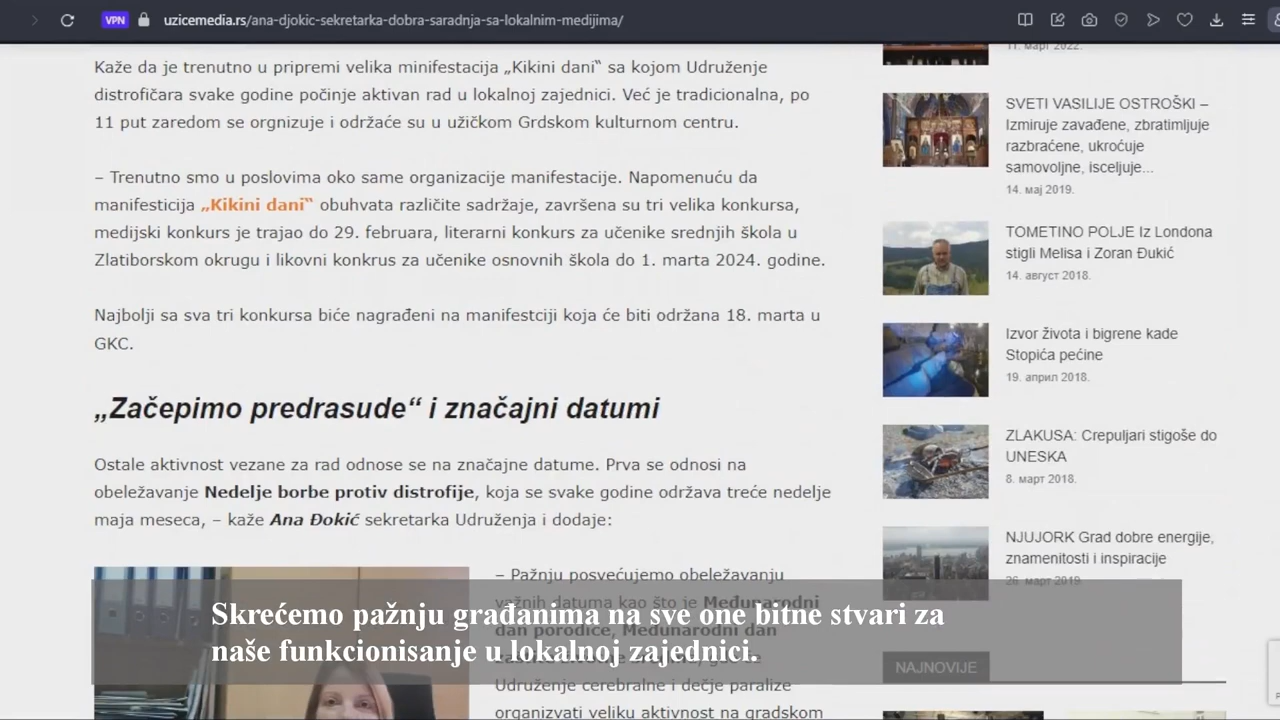 VPN
uzicemedia.rs/ana-djokic-sekretarka-dobra-saradnja-sa-lokalnim-medijima/
Kaže da je trenutno u pripremi velika minifestacija „Kikini dani“ sa kojom Udruženje
distrofičara svake godine počinje aktivan rad u lokalnoj zajednici. Već je tradicionalna, po
11 put zaredom se orgnizuje i održaće su u užičkom Grdskom kulturnom centru.
– Trenutno smo u poslovima oko same organizacije manifestacije. Napomenuću da
manifesticija „Kikini dani“ obuhvata različite sadržaje, završena su tri velika konkursa,
medijski konkurs je trajao do 29. februara, literarni konkurs za učenike srednjih škola u
Zlatiborskom okrugu i likovni konkrus za učenike osnovnih škola do 1. marta 2024. godine.
Najbolji sa sva tri konkursa biće nagrađeni na manifestciji koja će biti održana 18. marta u
GKC.
„Začepimo predrasude“ i značajni datumi
Ostale aktivnost vezane za rad odnose se na značajne datume. Prva se odnosi na
obeležavanje Nedelje borbe protiv distrofije, koja se svake godine održava treće nedelje
maja meseca, – kaže Ana Đokić sekretarka Udruženja i dodaje:
– Pažnju posvećujemo obeležavanju
važnih datuma kao što je Međunarodni
dan porodice, Međunarodni dan
Udruženje cerebralne i dečje paralize
organizvati veliku aktivnost na gradskom
Skrećemo pažnju građanima na sve one bitne stvari za
naše funkcionisanje u lokalnoj zajednici.
11. март 2022.
SVETI VASILIJE OSTROŠKI –
Izmiruje zavađene, zbratimljuje
razbraćene, ukroćuje
samovoljne, isceljuje...
14. мај 2019.
TOMETINO POLJE Iz Londona
stigli Melisa i Zoran Đukić
14. август 2018.
Izvor života i bigrene kade
Stopića pećine
19. април 2018.
ZLAKUSA: Crepuljari stigoše do
UNESKA
8. март 2018.
NJUJORK Grad dobre energije,
znamenitosti i inspiracije
26. март 2019.
NAJNOVIJE